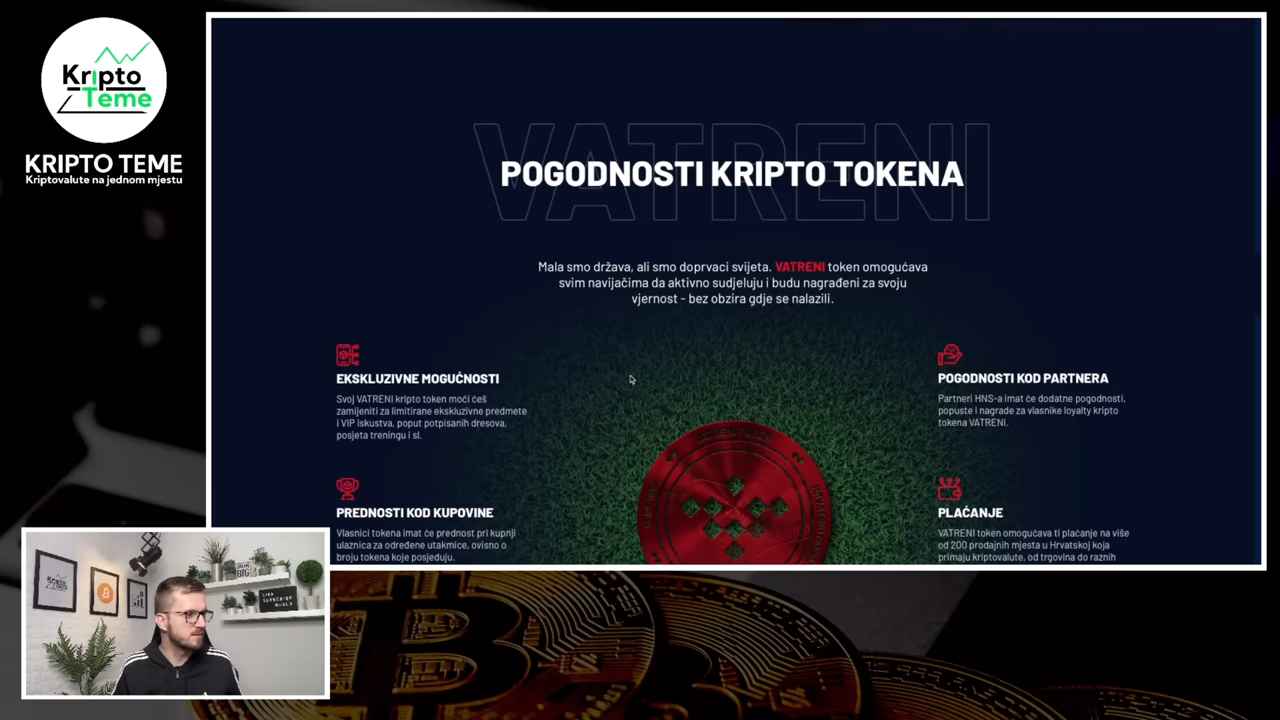 Kripto
Teme
KRIPTO TEME
Kriptovalute na jednom mjestu
VATRENI
POGODNOSTI KRIPTO TOKENA
Mala smo država, ali smo doprvaci svijeta. VATRENI token omogućava
svim navijačima da aktivno sudjeluju i budu nagrađeni za svoju
vjernost - bez obzira gdje se nalazili.
EKSKLUZIVNE MOGUĆNOSTI
Svoj VATRENI kripto token moći ćeš
zamijeniti za limitirane ekskluzivne predmete
i VIP iskustva, poput potpisanih dresova,
posjeta treningu i sl.
POGODNOSTI KOD PARTNERA
Partneri HNS-a imat će dodatne pogodnosti,
popuste i nagrade za vlasnike loyalty kripto
tokena VATRENI.
PREDNOSTI KOD KUPOVINE
Vlasnici tokena imat će prednost pri kupnji
ulaznica za određene utakmice, ovisno o
broju tokena koje posjeduju.
PLAĆANJE
VATRENI token omogućava ti plaćanje na više
od 200 prodajnih mjesta u Hrvatskoj koja
primaju kriptovalute, od trgovina do raznih